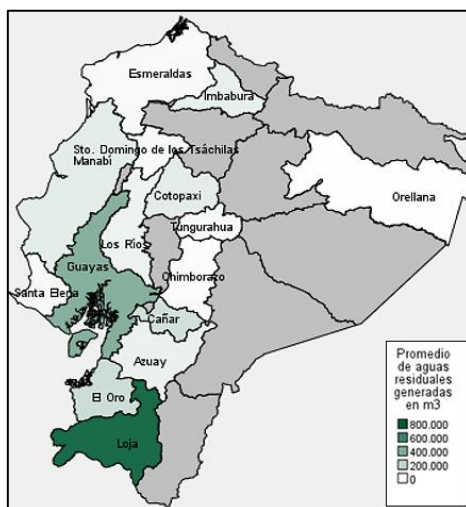 Esmeraldas
Imbabura
Sto. Domingo de los Tsáchilas
Manabí
Cotopaxi
Orellana
Tungurahua
Los Ríos
Guayas
Chimborazo
Santa Elena
Cañar
Azuay
El Oro
Loja
Promedio
de aguas
residuales
generadas
en m3
800.000
600.000
400.000
200.000
0